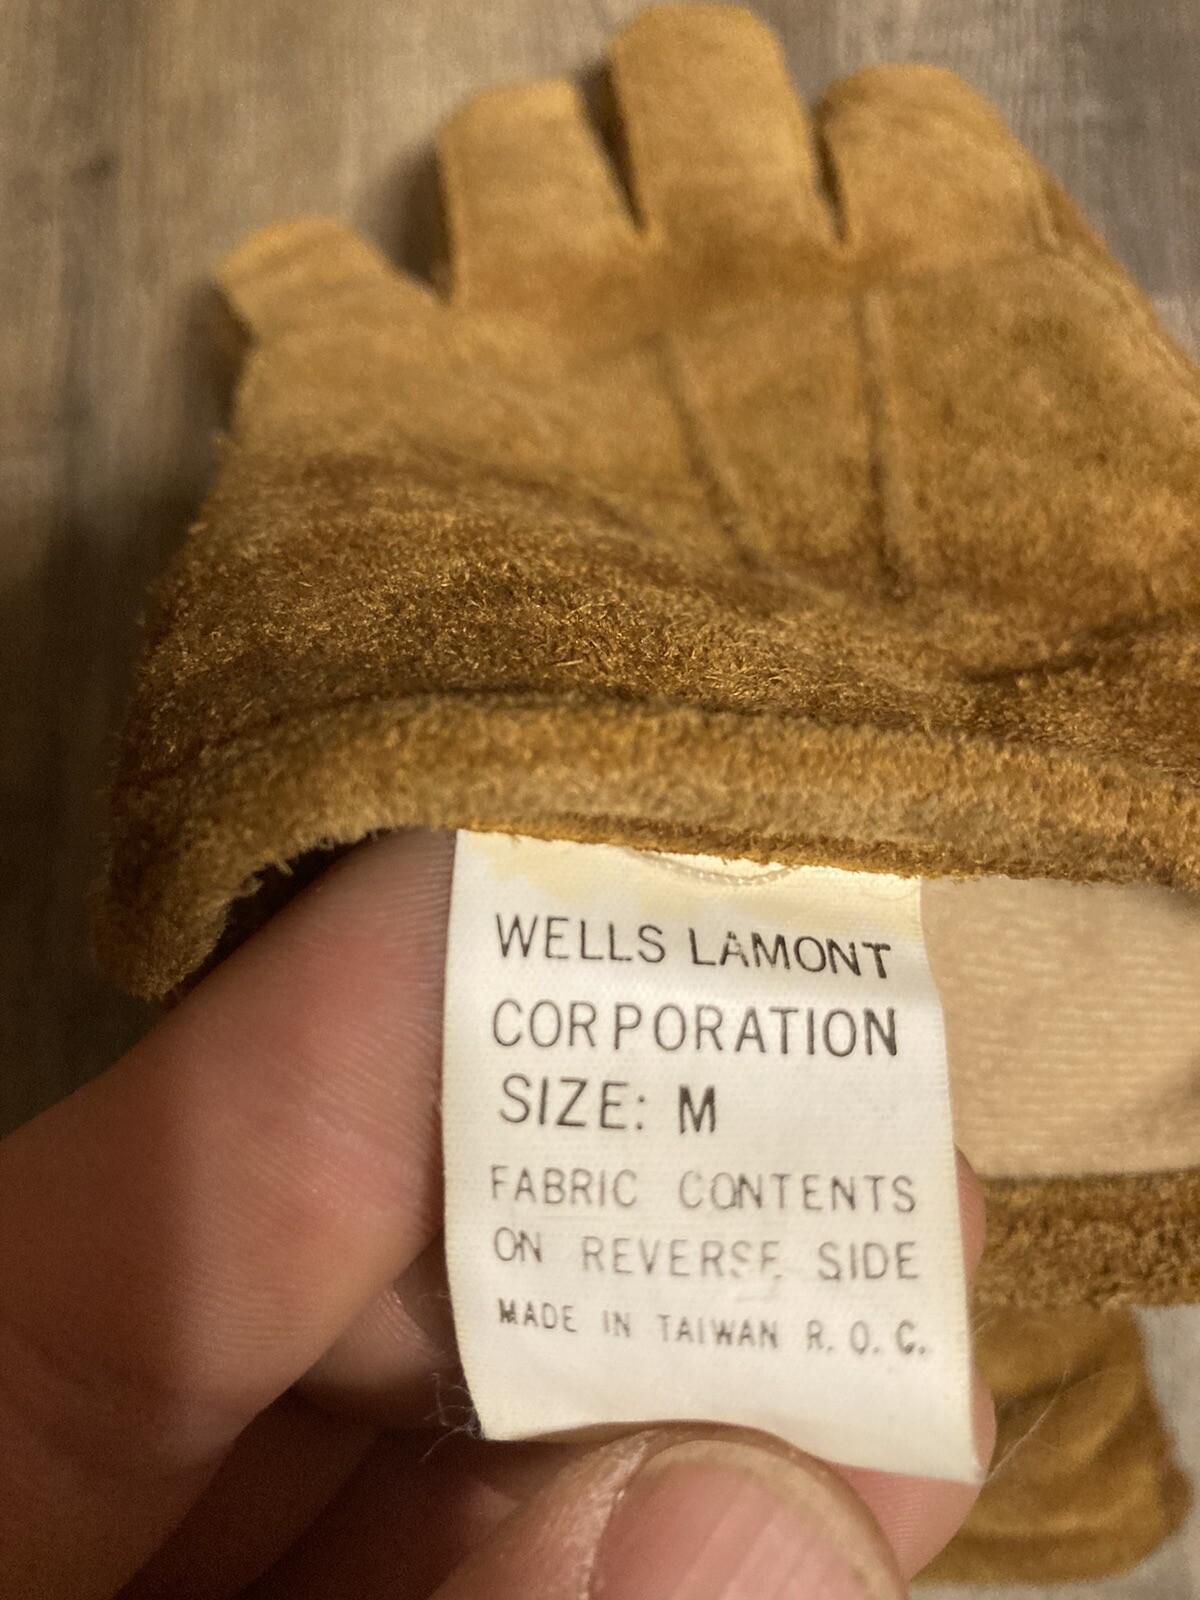 WELLS LAMONT
CORPORATION
SIZE: M
FABRIC CONTENTS
ON REVERSE SIDE
MADE IN TAIWAN R. O. C.